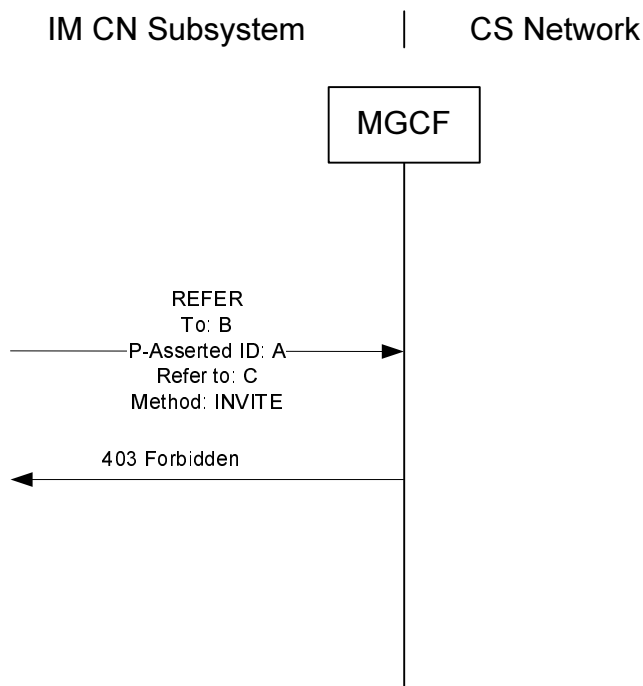 IM CN Subsystem | CS Network
MGCF
REFER
To: B
P-Asserted ID: A
Refer to: C
Method: INVITE
403 Forbidden